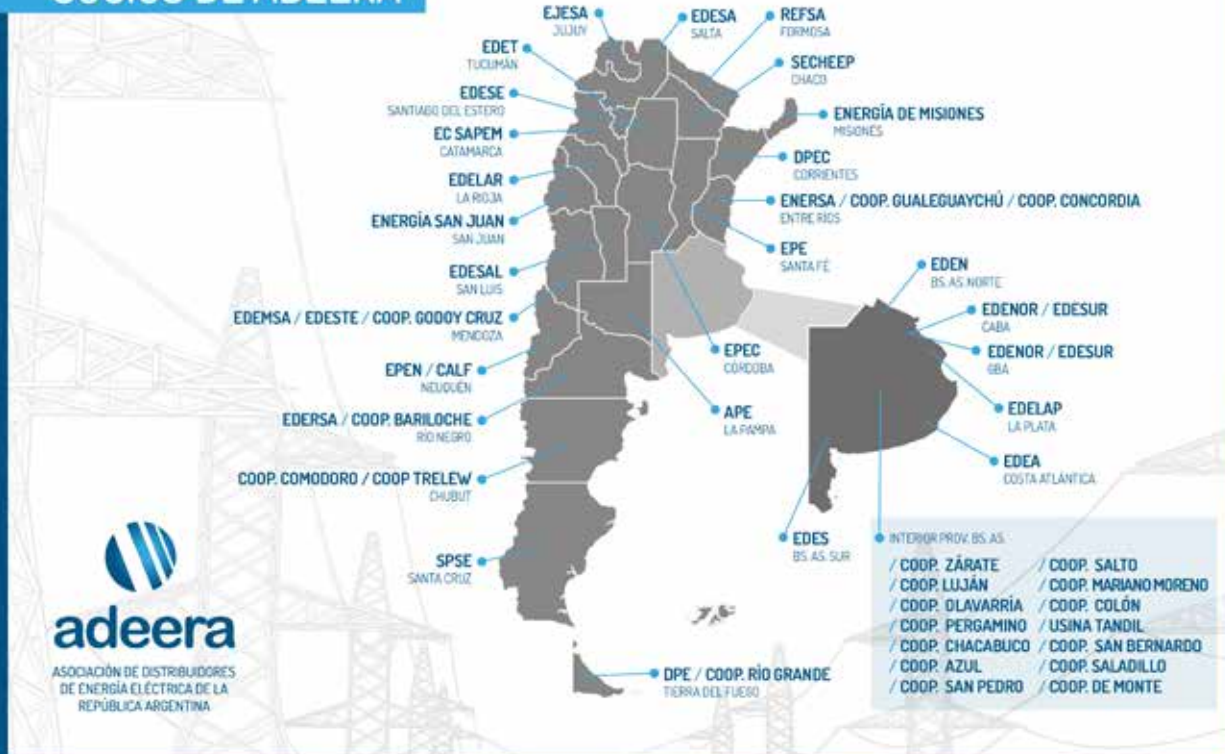 SOCIOS DE ADEERA
EJESA
JUJUY
EDESA
SALTA
REFSA
FORMOSA
EDET
TUCUMÁN
SECHEEP
CHACO
EDESE
SANTIAGO DEL ESTERO
ENERGÍA DE MISIONES
MISIONES
EC SAPEM
CATAMARCA
DPEC
CORRIENTES
EDELAR
LA RIOJA
ENERSA / COOP. GUALEGUAYCHÚ / COOP. CONCORDIA
ENTRE RÍOS
ENERGÍA SAN JUAN
SAN JUAN
EPE
SANTA FÉ
EDESAL
SAN LUIS
EDEN
BS. AS. NORTE
EDEMSA / EDESTE / COOP. GODOY CRUZ
MENDOZA
EDENOR / EDESUR
CABA
EPEC
CÓRDOBA
EDENOR / EDESUR
GBA
EPEN / CALF
NEUQUÉN
APE
LA PAMPA
EDELAP
LA PLATA
EDERSA / COOP. BARILOCHE
RÍO NEGRO
EDEA
COSTA ATLÁNTICA
COOP. COMODORO / COOP TRELEW
CHUBUT
EDES
BS. AS. SUR
SPSE
SANTA CRUZ
INTERIOR PROV. BS. AS.
/ COOP. ZÁRATE / COOP. SALTO
/ COOP. LUJÁN / COOP. MARIANO MORENO
/ COOP. OLAVARRÍA / COOP. COLÓN
/ COOP. PERGAMINO / USINA TANDIL
/ COOP. CHACABUCO / COOP. SAN BERNARDO
/ COOP. AZUL / COOP. SALADILLO
/ COOP. SAN PEDRO / COOP. DE MONTE
DPE / COOP. RÍO GRANDE
TIERRA DEL FUEGO
adeera
ASOCIACIÓN DE DISTRIBUIDORES
DE ENERGÍA ELÉCTRICA DE LA
REPÚBLICA ARGENTINA